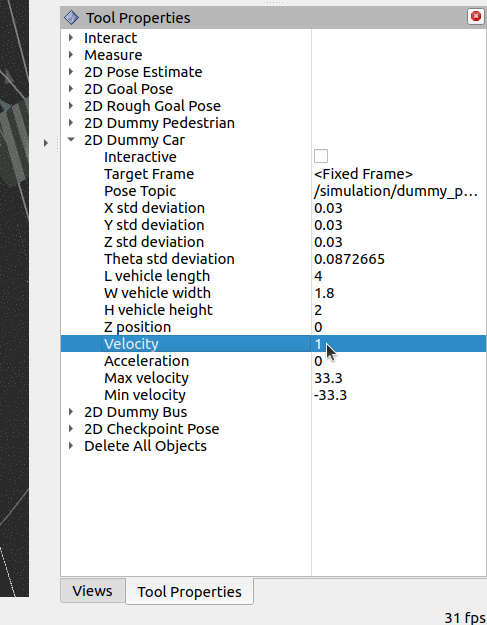 Tool Properties
Interact
Measure
2D Pose Estimate
2D Goal Pose
2D Rough Goal Pose
2D Dummy Pedestrian
2D Dummy Car
Interactive
Target Frame <Fixed Frame>
Pose Topic /simulation/dummy_p...
X std deviation 0.03
Y std deviation 0.03
Z std deviation 0.03
Theta std deviation 0.0872665
L vehicle length 4
W vehicle width 1.8
H vehicle height 2
Z position 0
Velocity 1
Acceleration 0
Max velocity 33.3
Min velocity -33.3
2D Dummy Bus
2D Checkpoint Pose
Delete All Objects
Views Tool Properties
31 fps